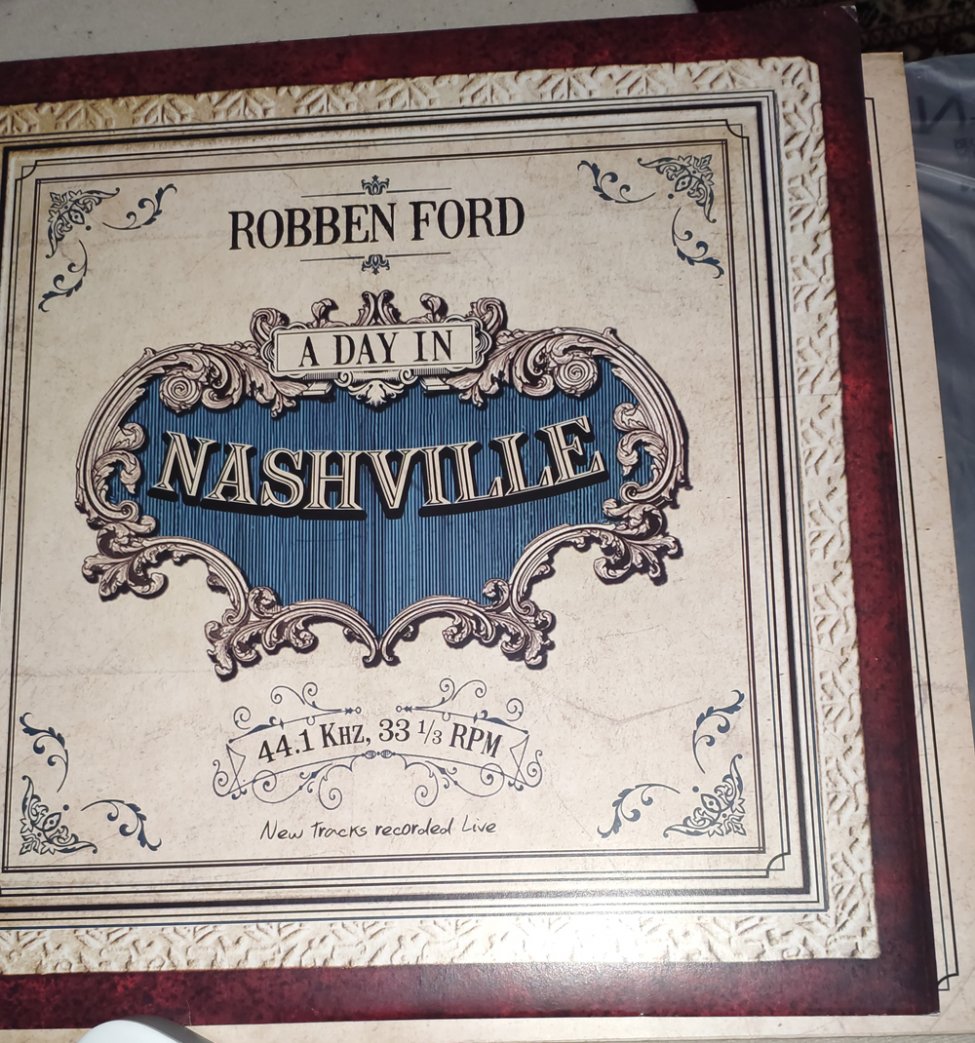 ROBBEN FORD
A DAY IN
NASHVILLE
44.1 KHZ, 33 1/3 RPM
New tracks recorded Live